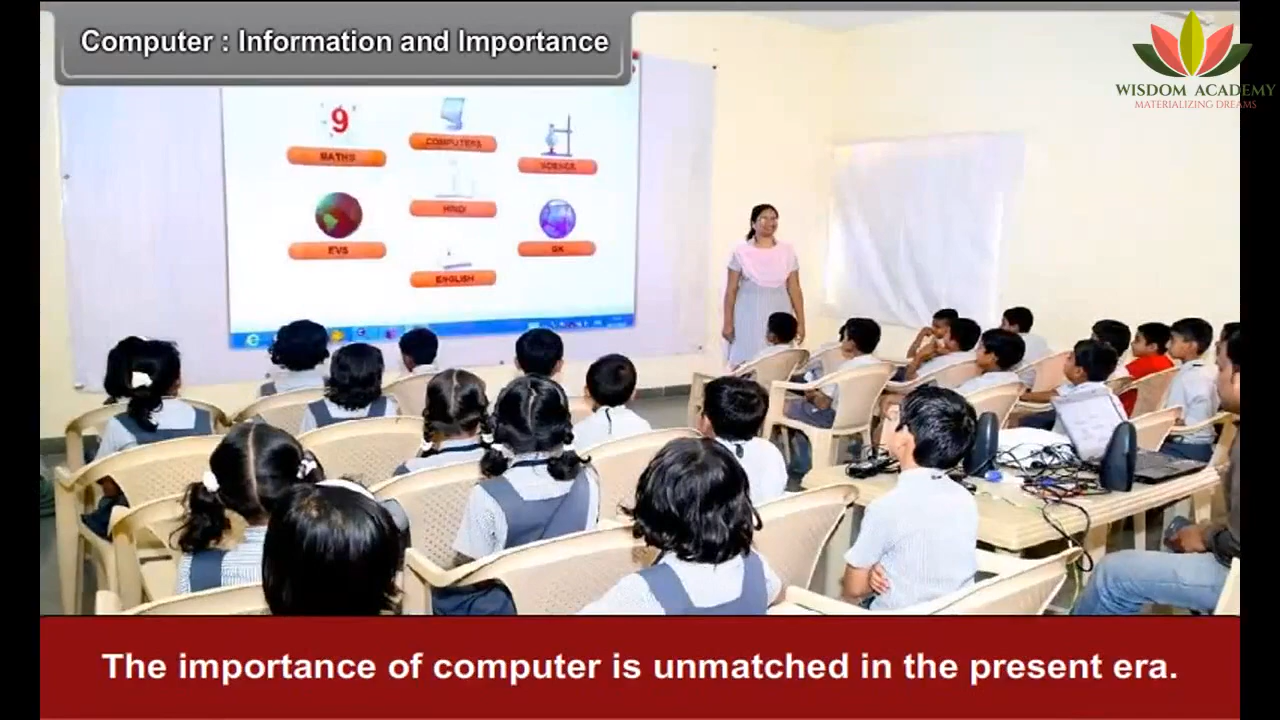 Computer : Information and Importance
WISDOM ACADEMY
MATERIALIZING DREAMS
9
COMPUTERS
MATHS
SCIENCE
HINDI
EVS
GK
ENGLISH
The importance of computer is unmatched in the present era.